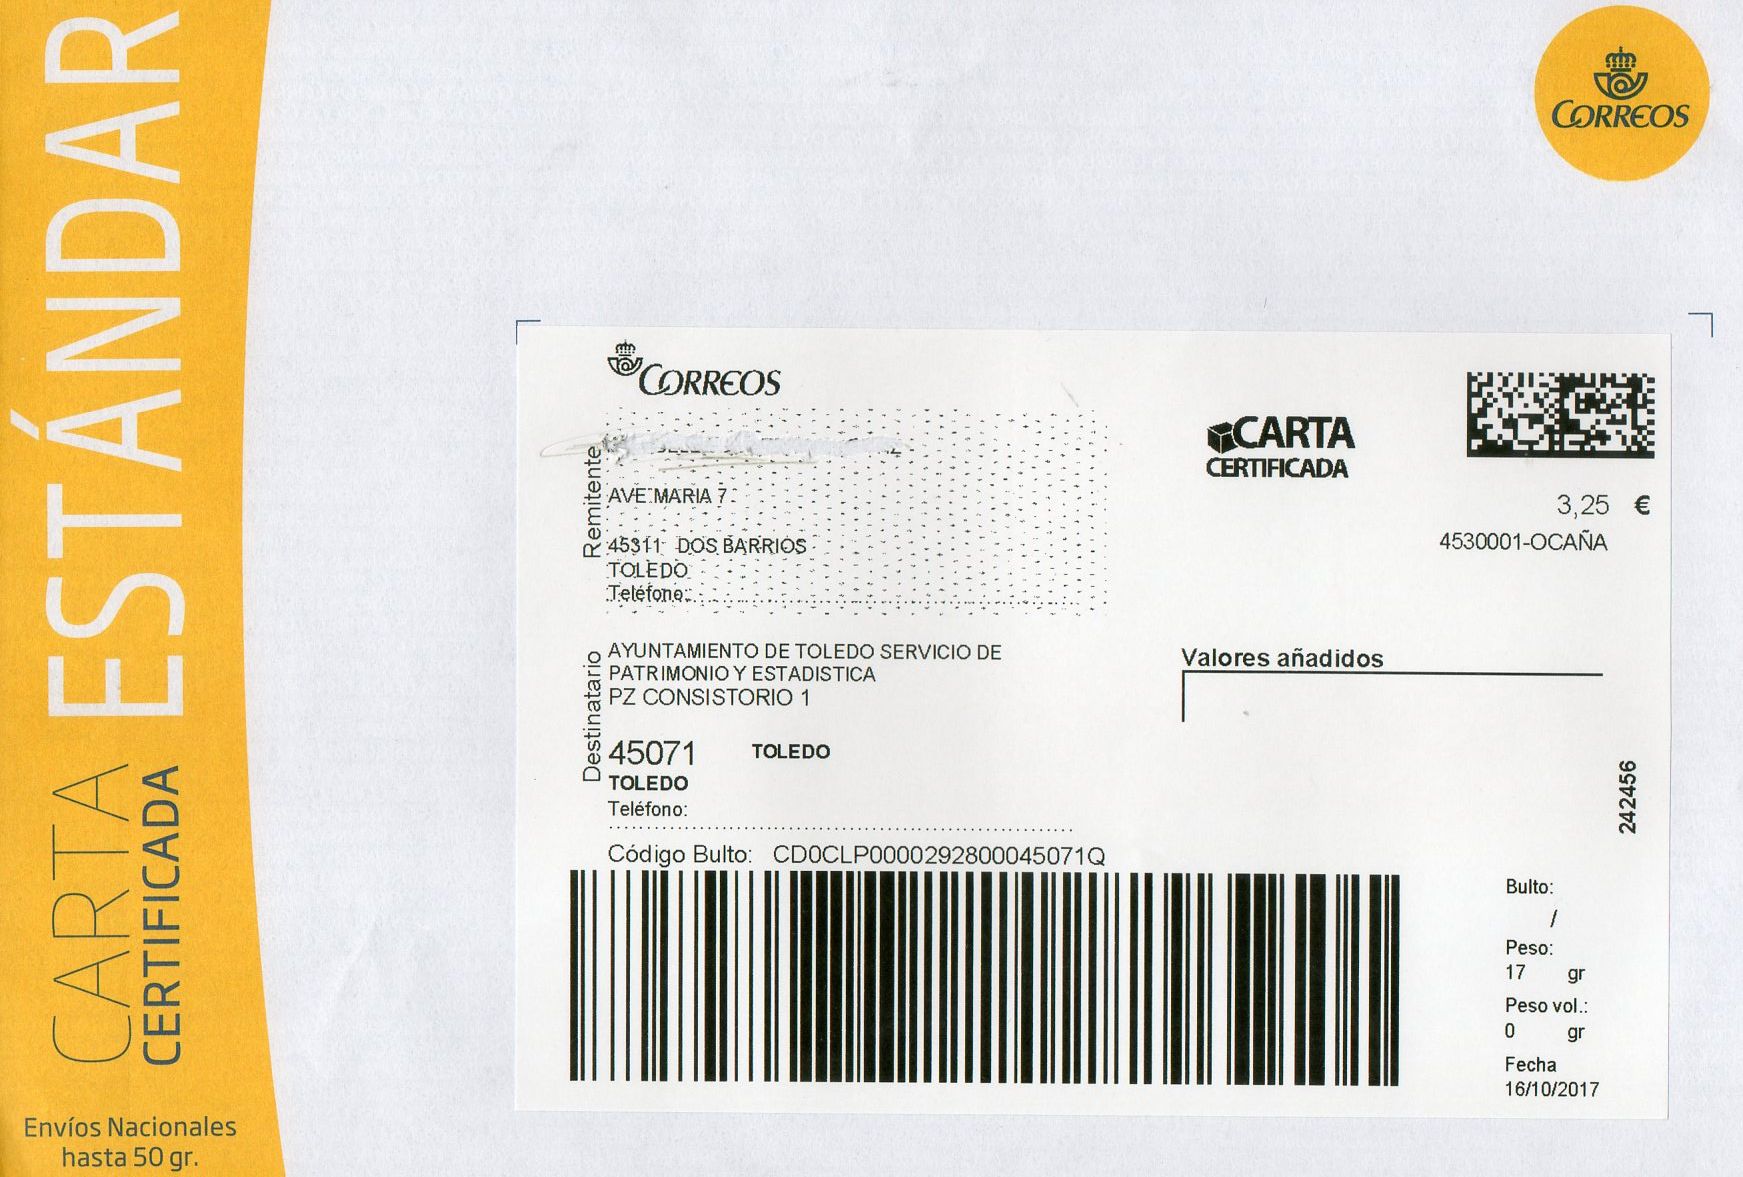 CARTA ESTÁNDAR
CERTIFICADA
Envíos Nacionales
hasta 50 gr.
CORREOS
CORREOS
CARTA
CERTIFICADA
3,25 €
4530001-OCAÑA
Remitente
AVE MARIA 7
45311 DOS BARRIOS
TOLEDO
Teléfono:
Destinatario
AYUNTAMIENTO DE TOLEDO SERVICIO DE
PATRIMONIO Y ESTADISTICA
PZ CONSISTORIO 1
45071 TOLEDO
TOLEDO
Teléfono:
Valores añadidos
242456
Código Bulto: CD0CLP0000292800045071Q
Bulto:
/
Peso:
17 gr
Peso vol.:
0 gr
Fecha
16/10/2017